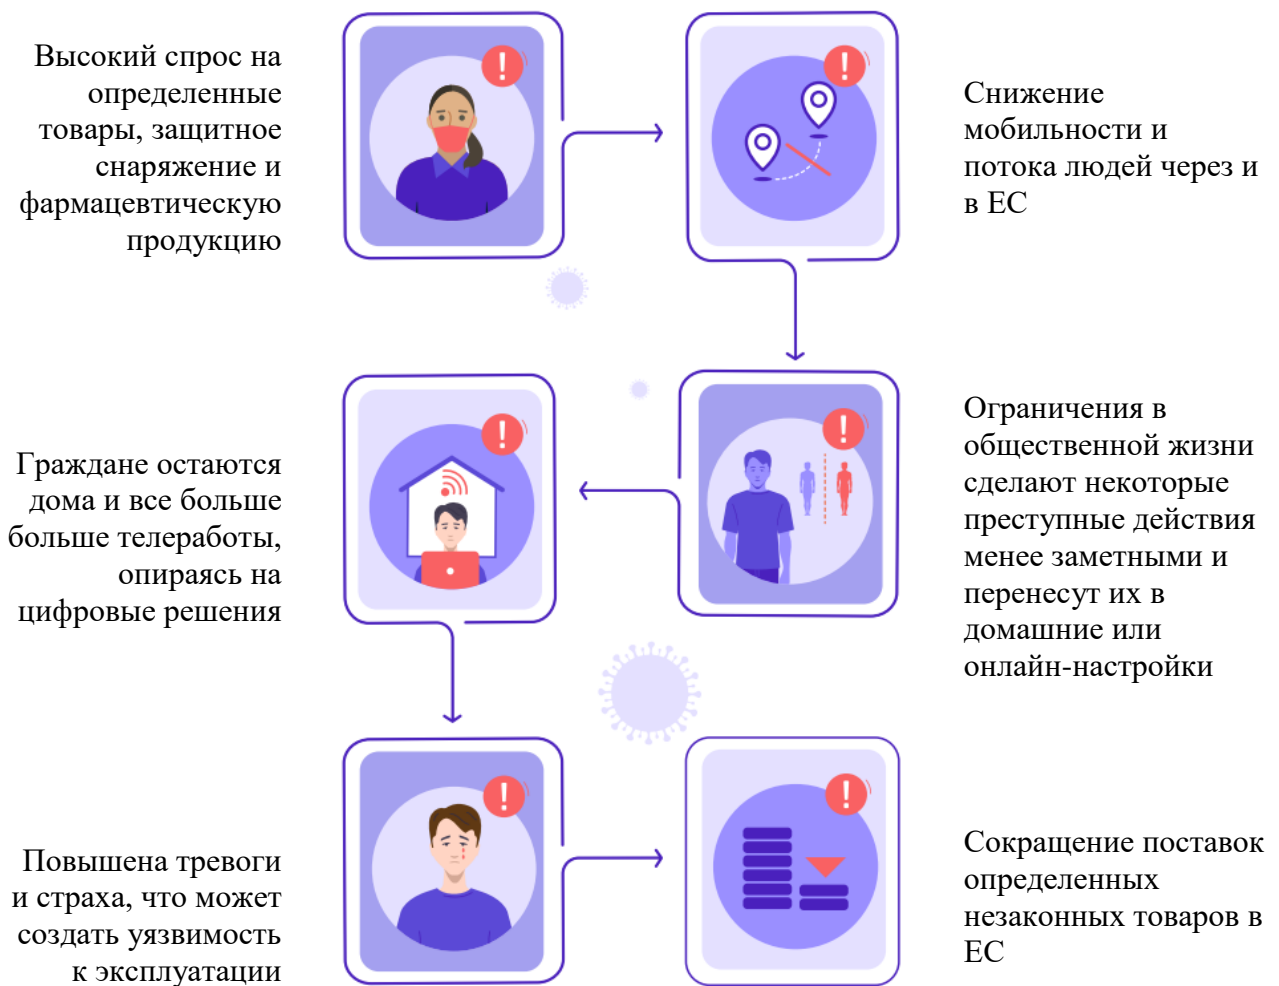 Высокий спрос на
определенные
товары, защитное
снаряжение и
фармацевтическую
продукцию
Снижение
мобильности и
потока людей через и
в ЕС
Ограничения в
общественной жизни
сделают некоторые
преступные действия
менее заметными и
перенесут их в
домашние или
онлайн-настройки
Граждане остаются
дома и все больше
больше телеработы,
опираясь на
цифровые решения
Повышена тревоги
и страха, что может
создать уязвимость
к эксплуатации
Сокращение поставок
определенных
незаконных товаров в
ЕС